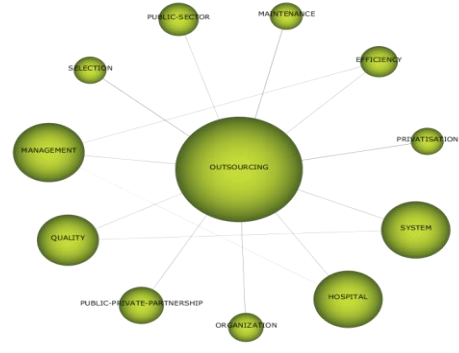 MAINTENANCE
PUBLIC-SECTOR
EFFICIENCY
SELECTION
PRIVATISATION
MANAGEMENT
OUTSOURCING
SYSTEM
QUALITY
HOSPITAL
PUBLIC-PRIVATE-PARTNERSHIP
ORGANIZATION